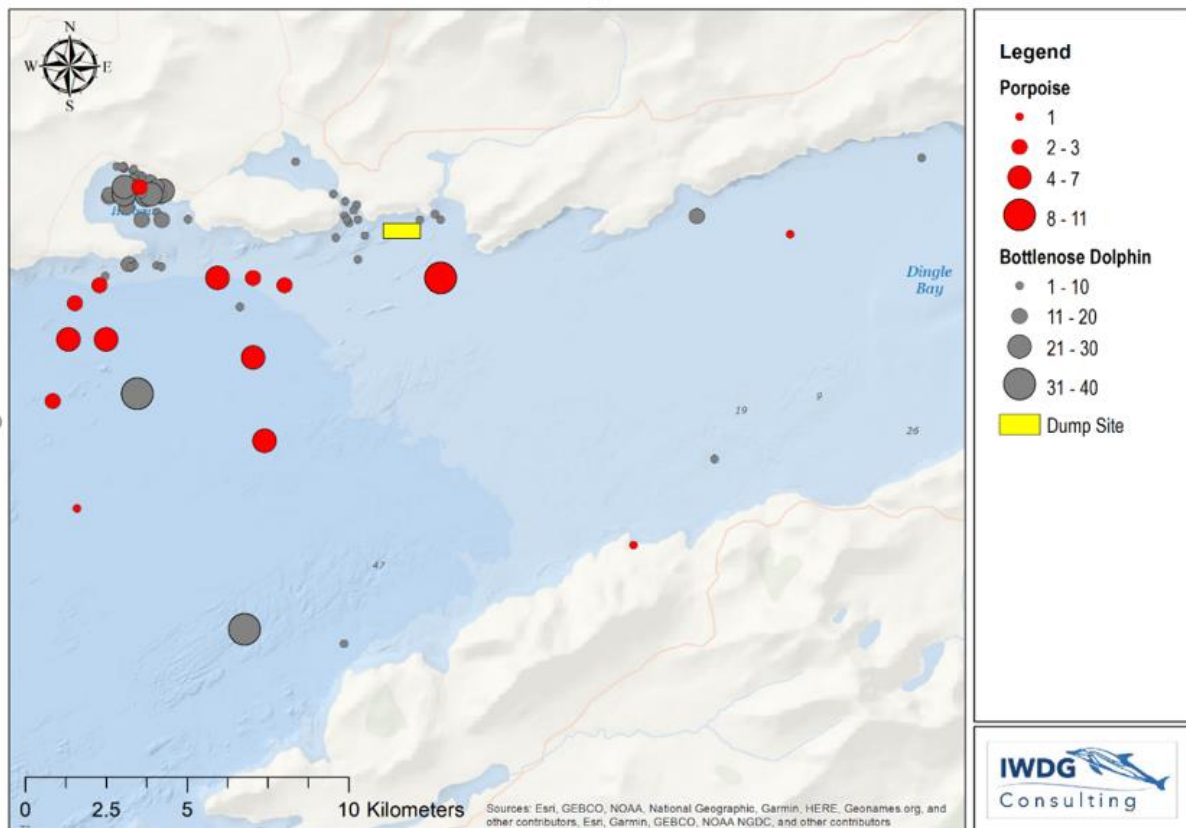 N
W E
S
Dingle
Bay
19
9
26
47
0 2.5 5 10 Kilometers
Sources: Esri, GEBCO, NOAA, National Geographic, Garmin, HERE, Geonames.org, and
other contributors, Esri, Garmin, GEBCO, NOAA NGDC, and other contributors
Legend
Porpoise
1
2 - 3
4 - 7
8 - 11
Bottlenose Dolphin
1 - 10
11 - 20
21 - 30
31 - 40
Dump Site
IWDG
Consulting